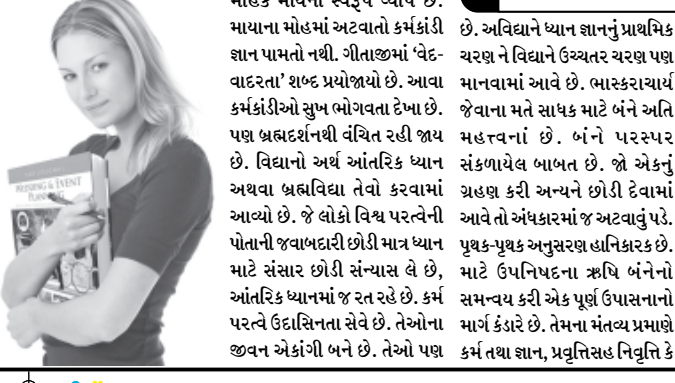 માયાના મોહમાં અટવાતો કર્મકાંડી
જ્ઞાન પામતો નથી. ગીતાજીમાં ‘વેદ-
વાદરતા’ શબ્દ પ્રયોજાયો છે. આવા
કર્મકાંડીઓ સુખ ભોગવતા દેખા છે.
પણ બ્રહ્મદર્શનથી વંચિત રહી જાય
છે. વિદ્યાનો અર્થ આંતરિક ધ્યાન
અથવા બ્રહ્મવિદ્યા તેવો કરવામાં
આવ્યો છે. જે લોકો વિશ્વ પરત્વેની
પોતાની જવાબદારી છોડી માત્ર ધ્યાન
માટે સંસાર છોડી સંન્યાસ લે છે,
આંતરિક ધ્યાનમાં જ રત રહે છે. કર્મ
પરત્વે ઉદાસિનતા સેવે છે. તેઓના
જીવન એકાંગી બને છે. તેઓ પણ
છે. અવિદ્યાને ધ્યાન જ્ઞાનનું પ્રાથમિક
ચરણ ને વિદ્યાને ઉચ્ચતર ચરણ પણ
માનવામાં આવે છે. ભાસ્કરાચાર્ય
જેવાના મતે સાધક માટે બંને અતિ
મહત્ત્વનાં છે. બંને પરસ્પર
સંકળાયેલ બાબત છે. જો એકનું
ગ્રહણ કરી અન્યને છોડી દેવામાં
આવે તો અંધકારમાં જ અટવાવું પડે.
પૃથક-પૃથક અનુસરણ હાનિકારક છે.
માટે ઉપનિષદના ઋષિ બંનેનો
સમન્વય કરી એક પૂર્ણ ઉપાસનાનો
માર્ગ કંડારે છે. તેમના મંતવ્ય પ્રમાણે
કર્મ તથા જ્ઞાન, પ્રવૃત્તિસહ નિવૃત્તિ કે
& EVENT